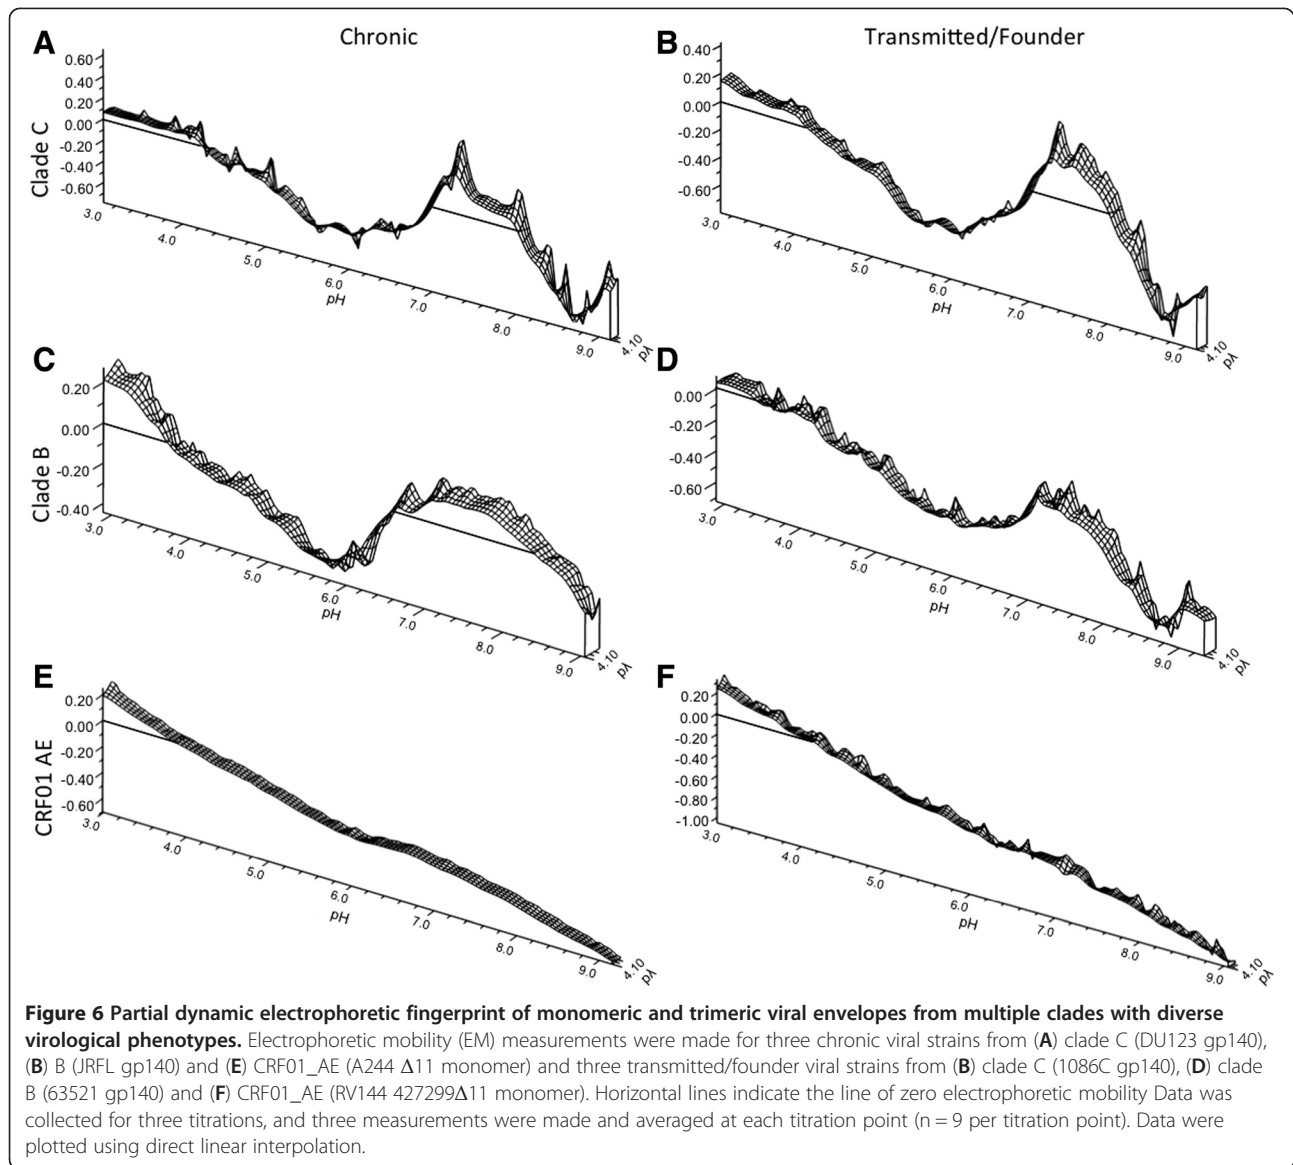 Chronic
Transmitted/Founder
A
Clade C
0.60
0.40
0.20
0.00
-0.20
-0.40
-0.60
3.0
4.0
5.0
6.0
7.0
8.0
9.0
pH
4.10
pλ
B
0.40
0.20
0.00
-0.20
-0.40
-0.60
3.0
4.0
5.0
6.0
7.0
8.0
9.0
pH
4.10
pλ
C
Clade B
0.20
0.00
-0.20
-0.40
3.0
4.0
5.0
6.0
7.0
8.0
9.0
pH
4.10
pλ
D
0.00
-0.20
-0.40
-0.60
3.0
4.0
5.0
6.0
7.0
8.0
9.0
pH
4.10
pλ
E
CRF01 AE
0.20
0.00
-0.20
-0.40
-0.60
3.0
4.0
5.0
6.0
7.0
8.0
9.0
pH
4.10
pλ
F
0.20
0.00
-0.20
-0.40
-0.60
-0.80
-1.00
3.0
4.0
5.0
6.0
7.0
8.0
9.0
pH
4.10
pλ
Figure 6 Partial dynamic electrophoretic fingerprint of monomeric and trimeric viral envelopes from multiple clades with diverse
virological phenotypes. Electrophoretic mobility (EM) measurements were made for three chronic viral strains from (A) clade C (DU123 gp140),
(B) B (JRFL gp140) and (E) CRF01_AE (A244 Δ11 monomer) and three transmitted/founder viral strains from (B) clade C (1086C gp140), (D) clade
B (63521 gp140) and (F) CRF01_AE (RV144 427299Δ11 monomer). Horizontal lines indicate the line of zero electrophoretic mobility Data was
collected for three titrations, and three measurements were made and averaged at each titration point (n = 9 per titration point). Data were
plotted using direct linear interpolation.